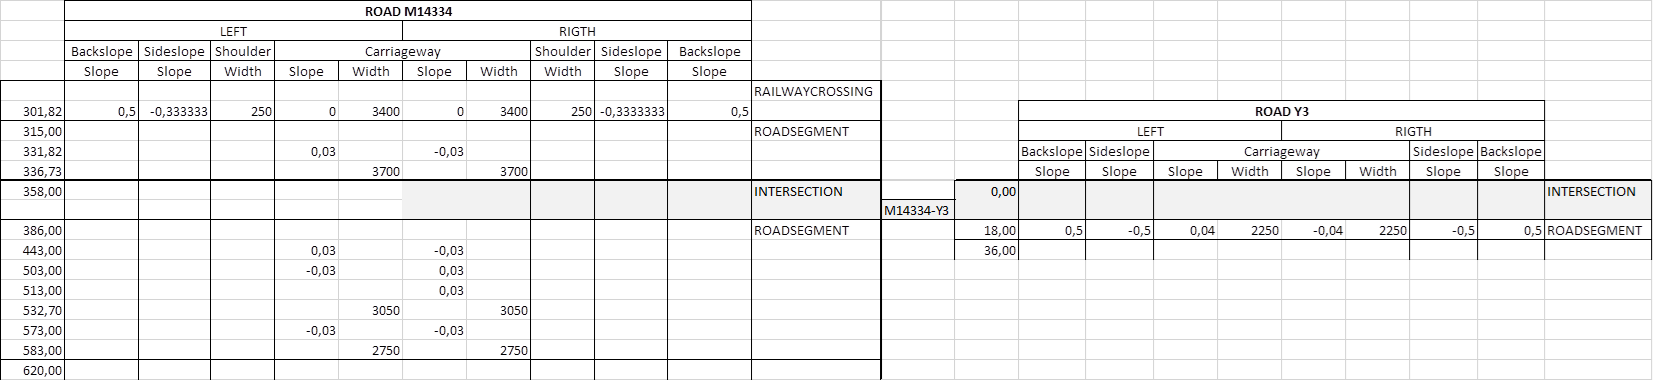 ROAD M14334
LEFT RIGTH
Backslope Sideslope Shoulder Carriageway Shoulder Sideslope Backslope
Slope Slope Width Slope Width Slope Width Width Slope Slope
RAILWAYCROSSING
301,82 0,5 -0,333333 250 0 3400 0 3400 250 -0,3333333 0,5 ROAD Y3
315,00 ROADSEGMENT LEFT RIGTH
331,82 0,03 -0,03 Backslope Sideslope Carriageway Sideslope Backslope
336,73 3700 3700 Slope Slope Slope Width Slope Width Slope Slope
358,00 INTERSECTION 0,00 INTERSECTION
M14334-Y3
386,00 ROADSEGMENT 18,00 0,5 -0,5 0,04 2250 -0,04 2250 -0,5 0,5 ROADSEGMENT
443,00 0,03 -0,03 36,00
503,00 -0,03 0,03
513,00 0,03
532,70 3050 3050
573,00 -0,03 -0,03
583,00 2750 2750
620,00